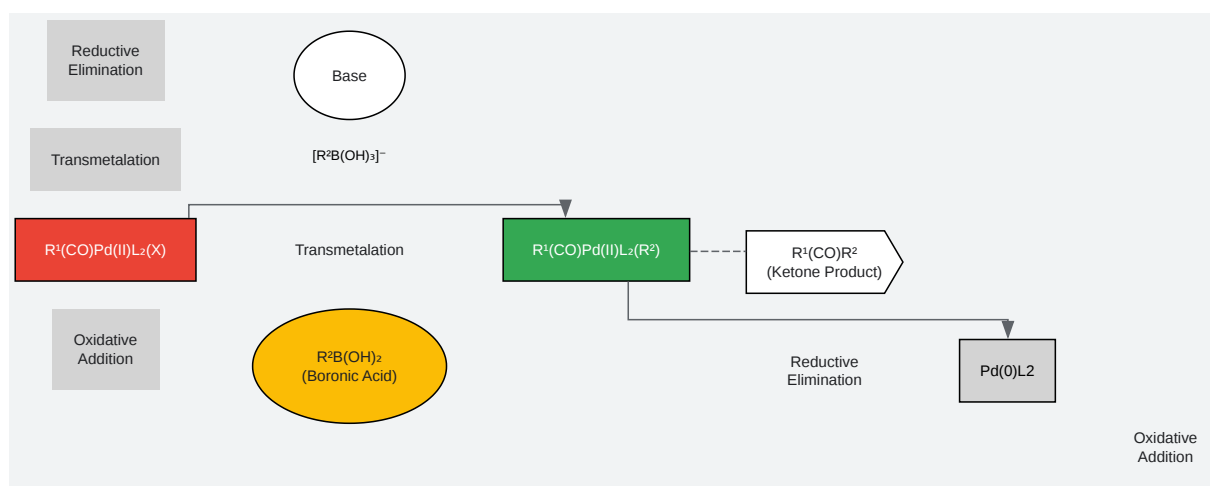 Reductive
Elimination
Base
Transmetalation
[R²B(OH)₃]⁻
R¹(CO)Pd(II)L₂(X)
Transmetalation
R¹(CO)Pd(II)L₂(R²)
R¹(CO)R²
(Ketone Product)
Oxidative
Addition
R²B(OH)₂
(Boronic Acid)
Reductive
Elimination
Pd(0)L2
Oxidative
Addition